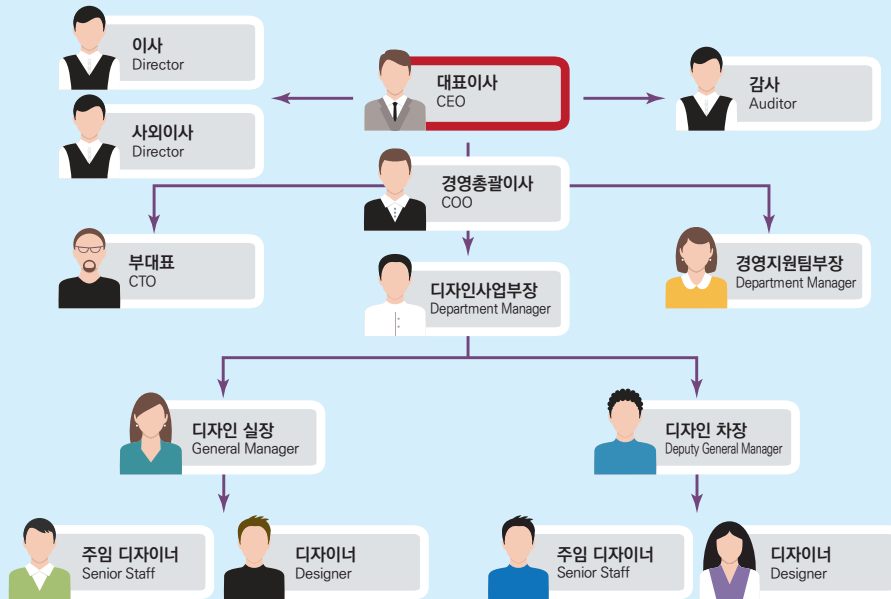 이사
Director
대표이사
CEO
감사
Auditor
사외이사
Director
경영총괄이사
COO
부대표
CTO
디자인사업부장
Department Manager
경영지원팀부장
Department Manager
디자인 실장
General Manager
디자인 차장
Deputy General Manager
주임 디자이너
Senior Staff
디자이너
Designer
주임 디자이너
Senior Staff
디자이너
Designer